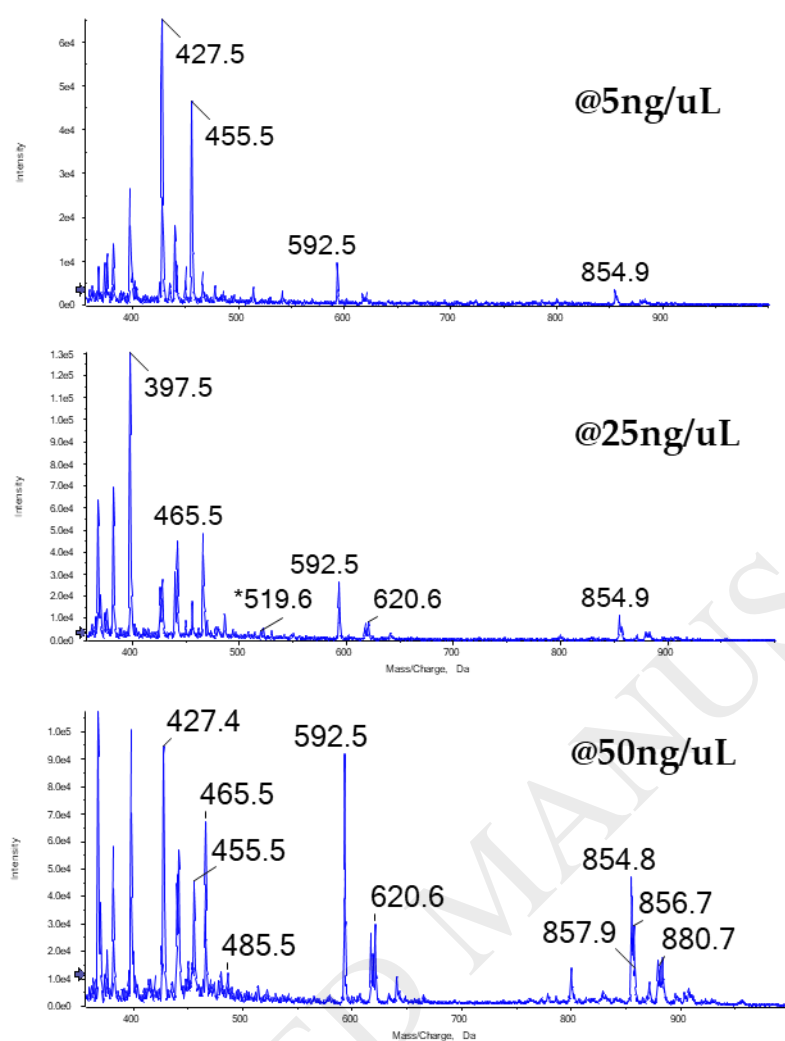 427.5
@5ng/uL
455.5
592.5
854.9
Intensity
6e4
5e4
4e4
3e4
2e4
1e4
0e0
400 500 600 700 800 900
Mass/Charge, Da
397.5
@25ng/uL
465.5
592.5
*519.6
620.6
854.9
Intensity
1.3e5
1.2e5
1.1e5
1.0e5
9.0e4
8.0e4
7.0e4
6.0e4
5.0e4
4.0e4
3.0e4
2.0e4
1.0e4
0.0e0
400 500 600 700 800 900
Mass/Charge, Da
427.4
592.5
@50ng/uL
465.5
455.5
620.6
854.8
856.7
857.9
880.7
485.5
Intensity
1.0e5
9.0e4
8.0e4
7.0e4
6.0e4
5.0e4
4.0e4
3.0e4
2.0e4
1.0e4
0.0e0
400 500 600 700 800 900
Mass/Charge, Da
ED MANUS